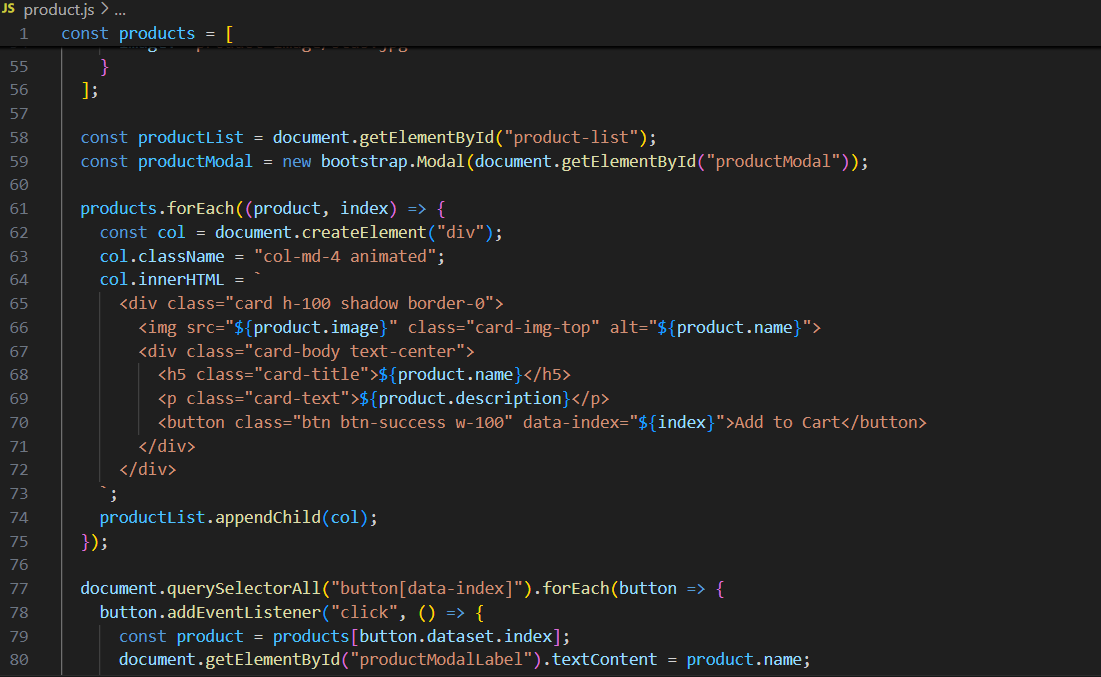 JS product.js > ...
1 const products = [
55 }
56 ];
57
58 const productList = document.getElementById("product-list");
59 const productModal = new bootstrap.Modal(document.getElementById("productModal"));
60
61 products.forEach((product, index) => {
62 const col = document.createElement("div");
63 col.className = "col-md-4 animated";
64 col.innerHTML = `
65 <div class="card h-100 shadow border-0">
66 <img src="${product.image}" class="card-img-top" alt="${product.name}">
67 <div class="card-body text-center">
68 <h5 class="card-title">${product.name}</h5>
69 <p class="card-text">${product.description}</p>
70 <button class="btn btn-success w-100" data-index="${index}">Add to Cart</button>
71 </div>
72 </div>
73 `;
74 productList.appendChild(col);
75 });
76
77 document.querySelectorAll("button[data-index]").forEach(button => {
78 button.addEventListener("click", () => {
79 const product = products[button.dataset.index];
80 document.getElementById("productModalLabel").textContent = product.name;